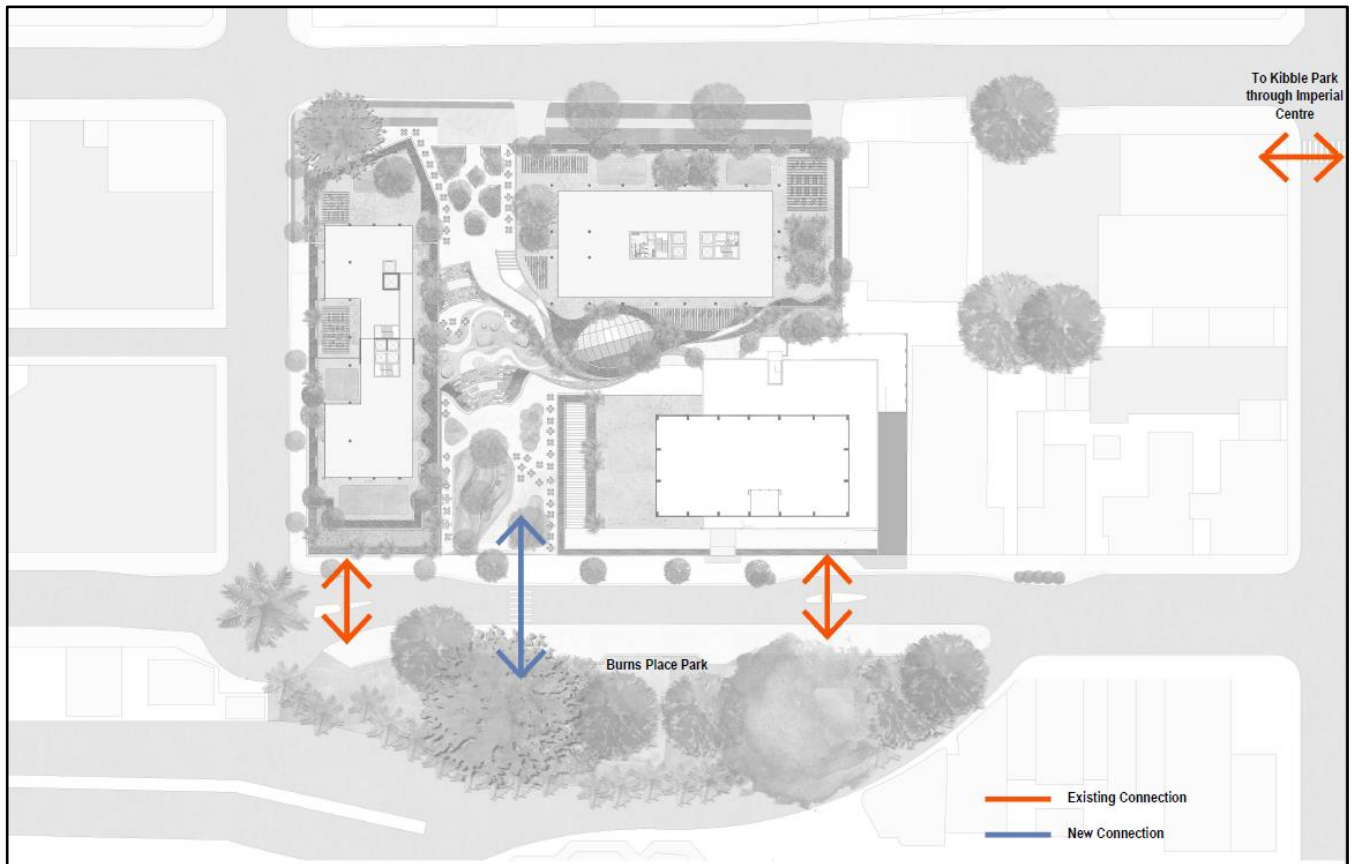 To Kibble Park
through Imperial
Centre
Burns Place Park
Existing Connection
New Connection